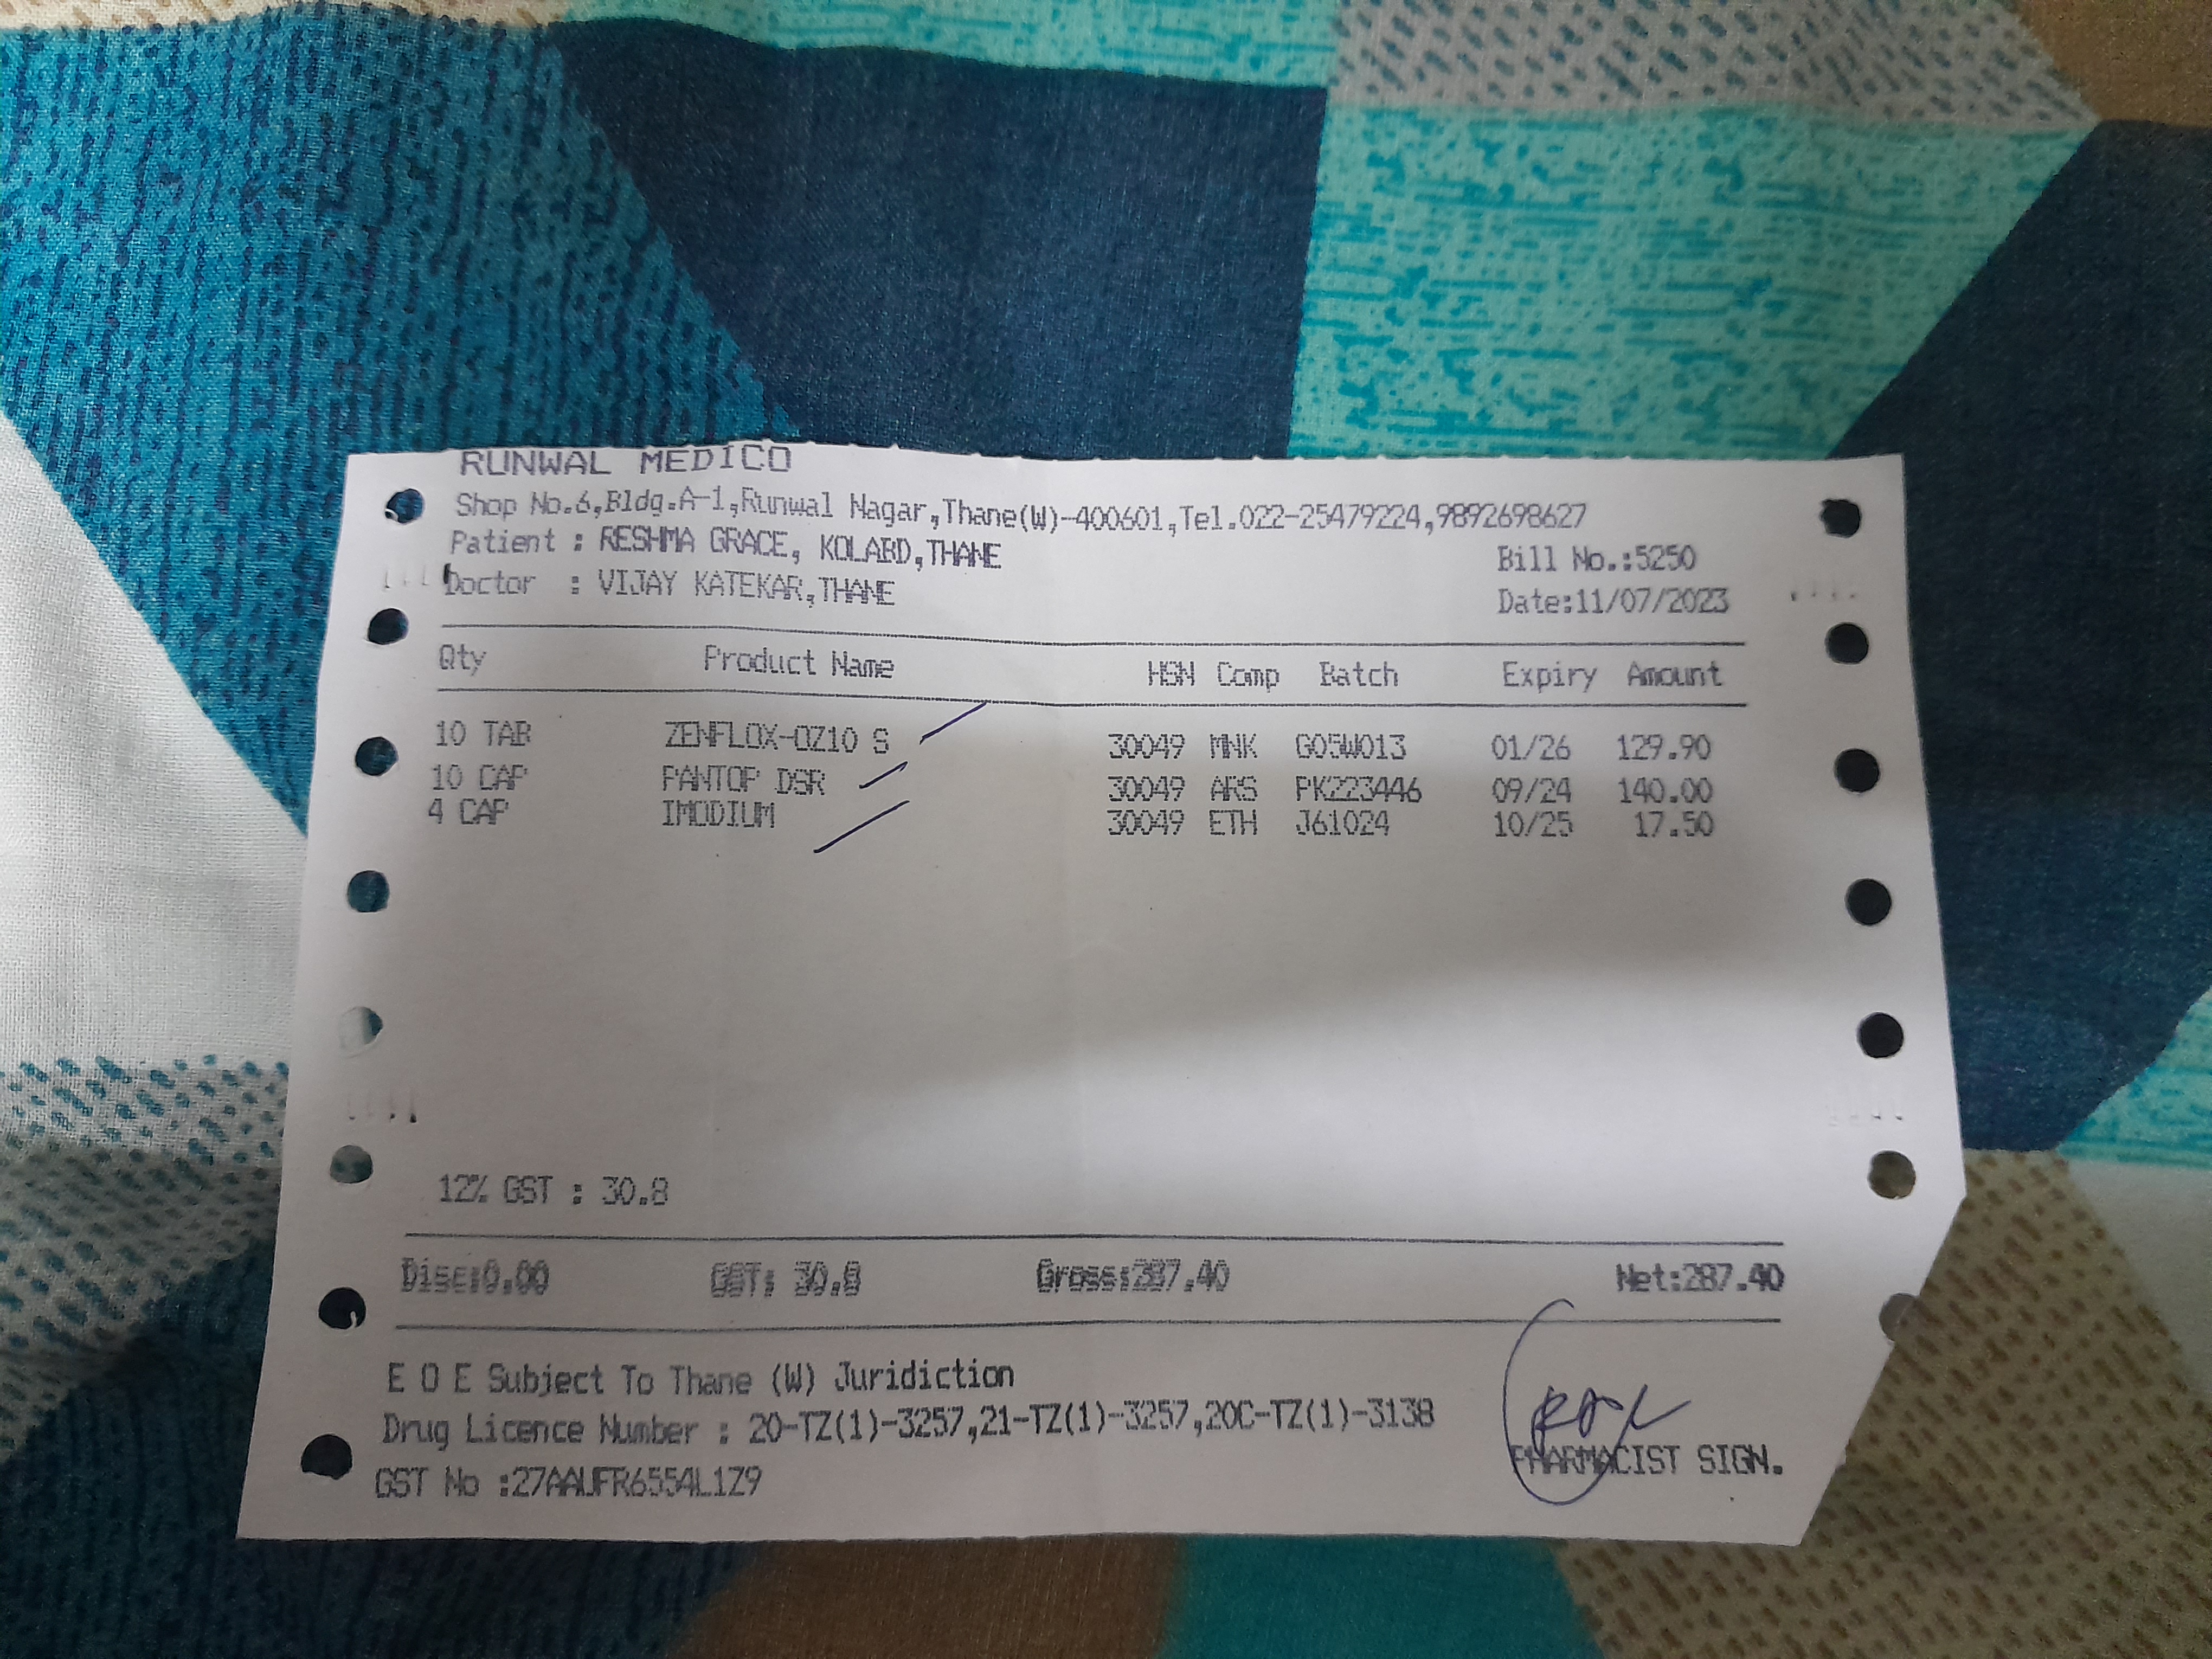 RUNWAL MEDICO
Shop No.6,Bldg.A-1,Runwal Nagar,Thane(W)-400601,Tel.022-25479224,9892698627
Patient : RESHMA GRACE, KOLABD,THANE Bill No.:5250
Doctor : VIJAY KATEKAR,THANE Date:11/07/2023
Qty Product Name HSN Comp Batch Expiry Amount
10 TAB ZENFLOX-OZ10 S 30049 MNK G05W013 01/26 129.90
10 CAP PANTOP DSR 30049 ARS PK223446 09/24 140.00
4 CAP IMODIUM 30049 ETH J61024 10/25 17.50
12% GST : 30.8
Disc:0.00 GST: 30.8 Gross:287.40 Net:287.40
E O E Subject To Thane (W) Juridiction
Drug Licence Number : 20-TZ(1)-3257,21-TZ(1)-3257,20C-TZ(1)-3138
GST No :27AAUFR6554L1Z9 PHARMACIST SIGN.